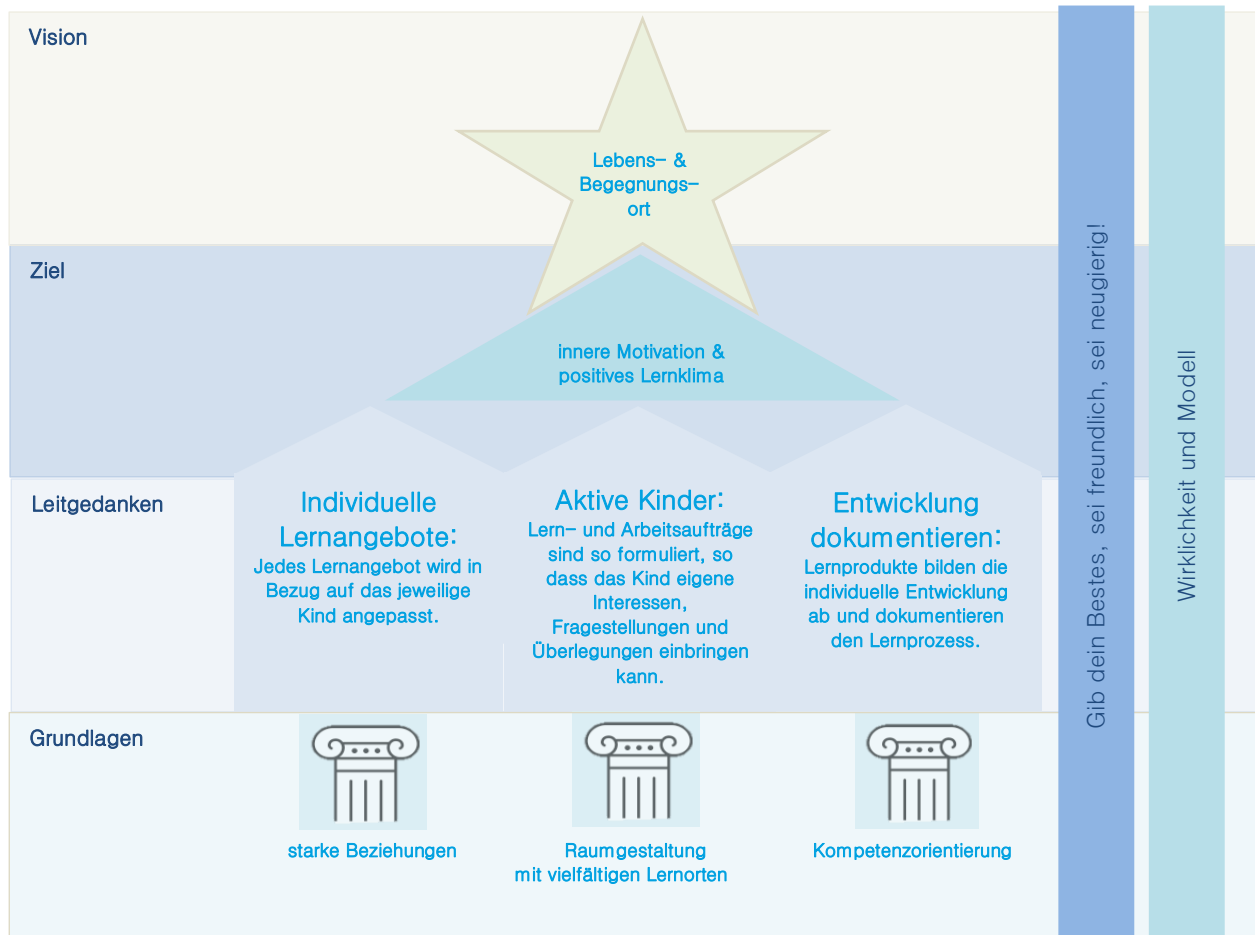 Vision
Lebens- &
Begegnungs-
ort
Ziel
innere Motivation &
positives Lernklima
Leitgedanken
Individuelle
Lernangebote:
Jedes Lernangebot wird in
Bezug auf das jeweilige
Kind angepasst.
Aktive Kinder:
Lern- und Arbeitsaufträge
sind so formuliert, so
dass das Kind eigene
Interessen,
Fragestellungen und
Überlegungen einbringen
kann.
Entwicklung
dokumentieren:
Lernprodukte bilden die
individuelle Entwicklung
ab und dokumentieren
den Lernprozess.
Grundlagen
starke Beziehungen
Raumgestaltung
mit vielfältigen Lernorten
Kompetenzorientierung
Gib dein Bestes, sei freundlich, sei neugierig!
Wirklichkeit und Modell